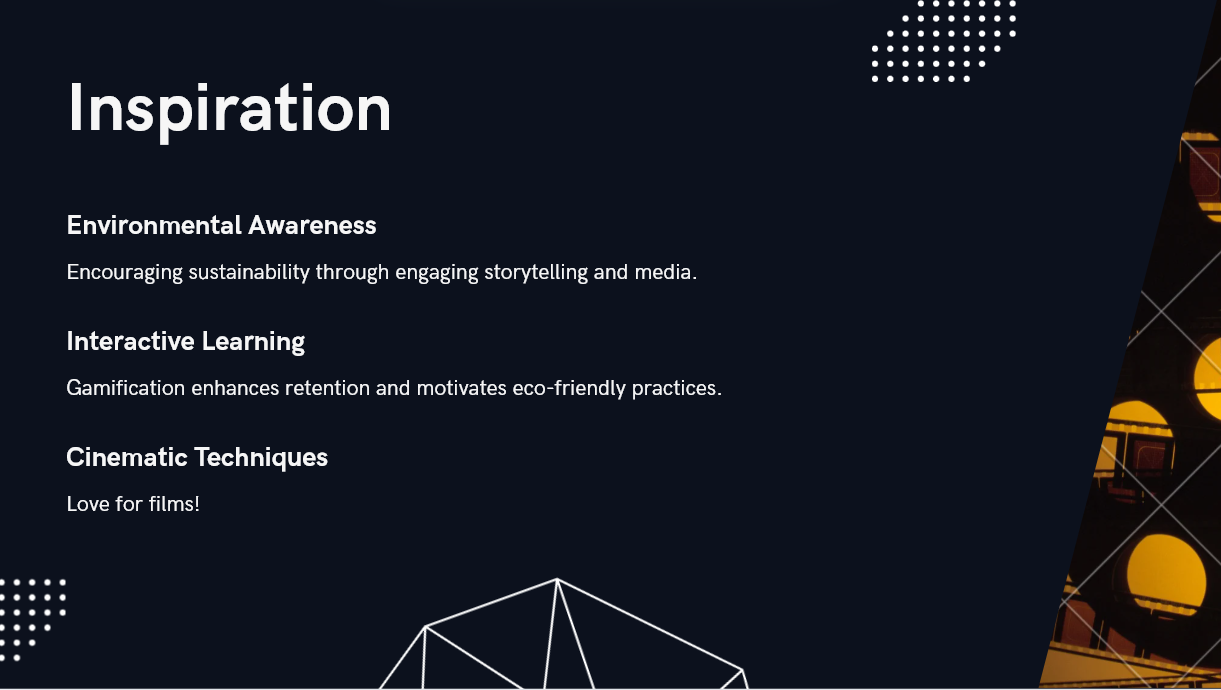 Inspiration
Environmental Awareness
Encouraging sustainability through engaging storytelling and media.
Interactive Learning
Gamification enhances retention and motivates eco-friendly practices.
Cinematic Techniques
Love for films!